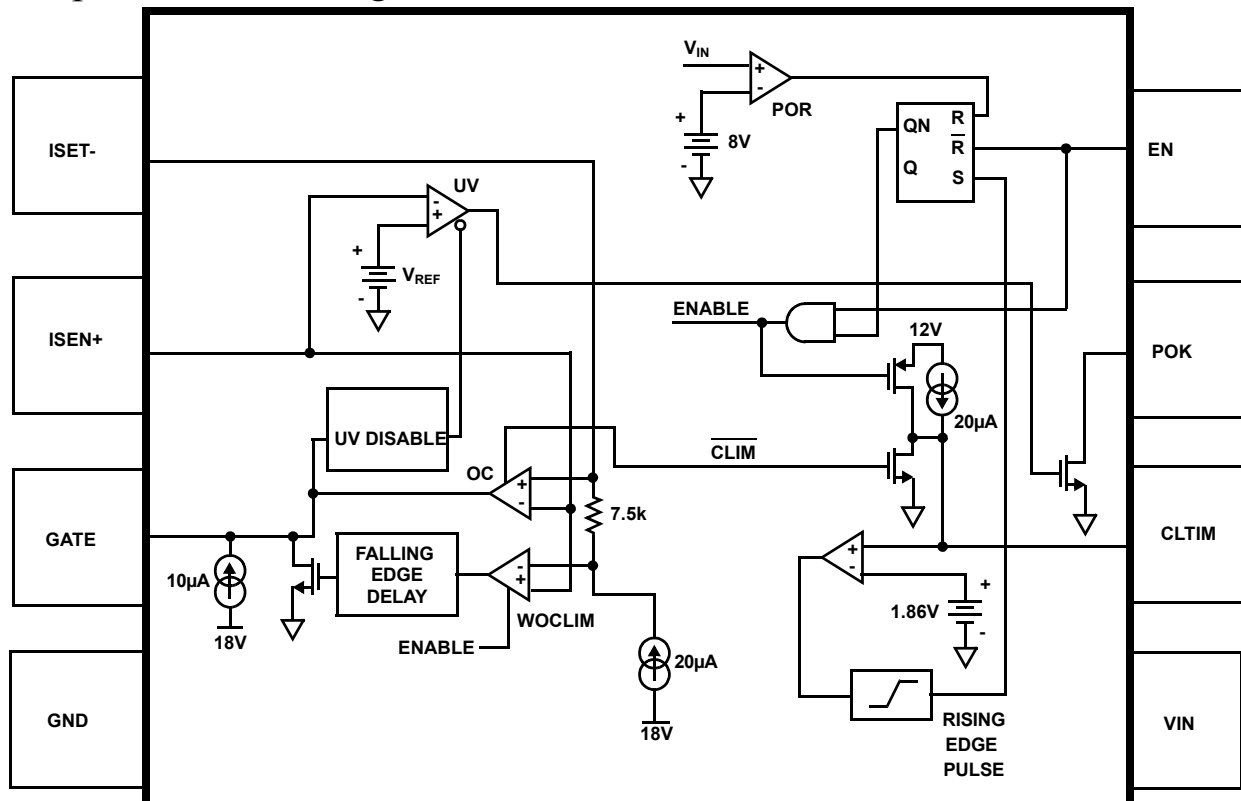 ISET-
ISEN+
GATE
GND
EN
POK
CLTIM
VIN
VIN
+
-
POR
+
-
8V
QN
Q
R
R
S
UV
-
+
+
-
VREF
ENABLE
12V
20µA
UV DISABLE
CLIM
OC
+
-
7.5k
10µA
18V
FALLING
EDGE
DELAY
-
+
WOCLIM
ENABLE
20µA
18V
+
-
1.86V
+
-
RISING
EDGE
PULSE